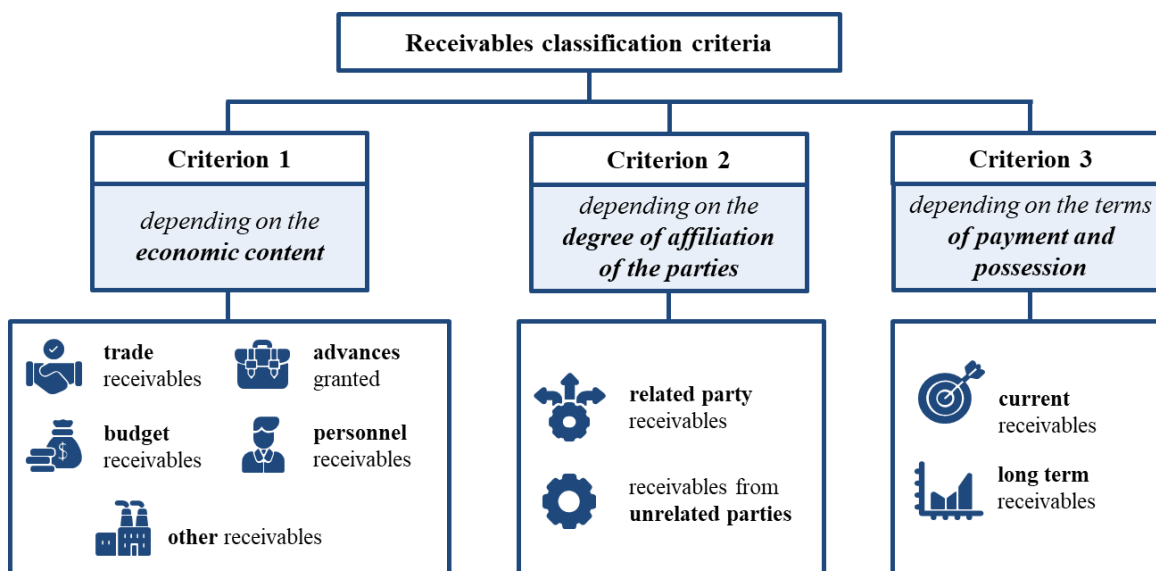 Receivables classification criteria
Criterion 1
depending on the
economic content
trade
receivables
advances
granted
budget
receivables
$
personnel
receivables
other receivables
Criterion 2
depending on the
degree of affiliation
of the parties
related party
receivables
receivables from
unrelated parties
Criterion 3
depending on the terms
of payment and
possession
current
receivables
long term
receivables